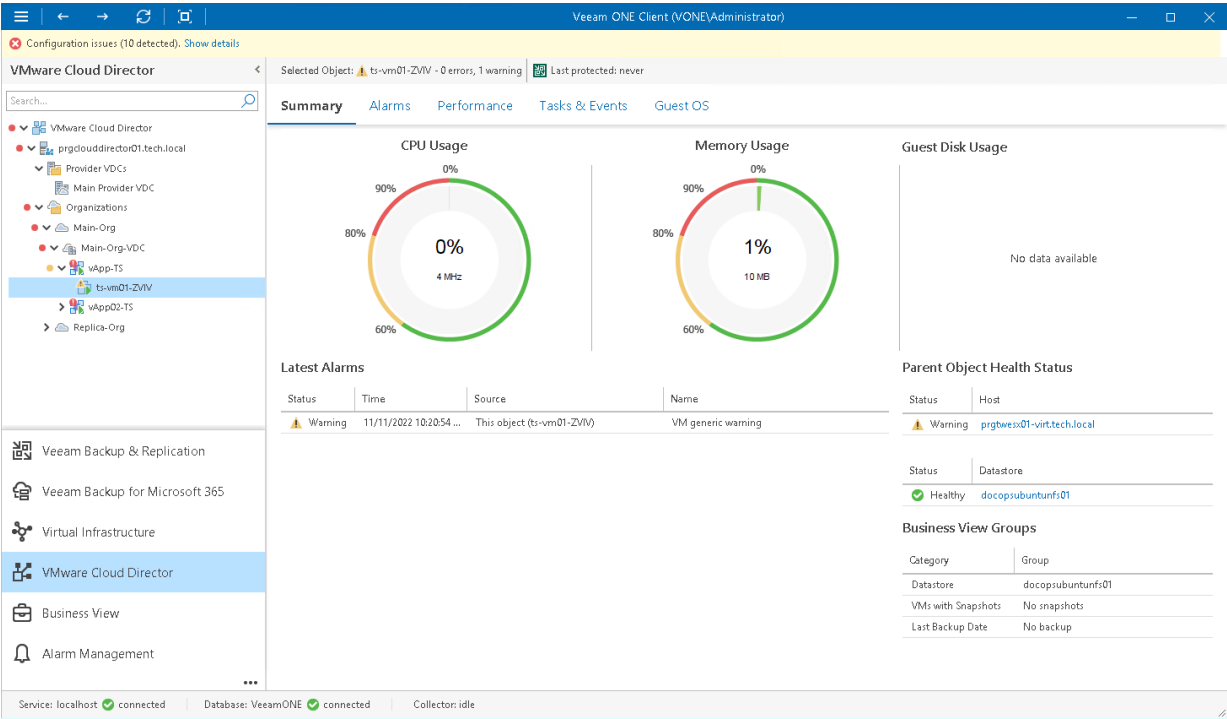 Veeam ONE Client (VONE\Administrator)
Configuration issues (10 detected). Show details
VMware Cloud Director
Search...
VMware Cloud Director
prgclouddirector01.tech.local
Provider VDCs
Main Provider VDC
Organizations
Main-Org
Main-Org-VDC
vApp-TS
ts-vm01-ZVIV
vApp02-TS
Replica-Org
Veeam Backup & Replication
Veeam Backup for Microsoft 365
Virtual Infrastructure
VMware Cloud Director
Business View
Alarm Management
Selected Object: ts-vm01-ZVIV - 0 errors, 1 warning Last protected: never
Summary Alarms Performance Tasks & Events Guest OS
CPU Usage
0%
90%
80%
60%
0%
4 MHz
Memory Usage
0%
90%
80%
60%
1%
10 MB
Guest Disk Usage
No data available
Latest Alarms
Status Time Source Name
Warning 11/11/2022 10:20:54 ... This object (ts-vm01-ZVIV) VM generic warning
Parent Object Health Status
Status Host
Warning prgtwesx01-virt.tech.local
Status Datastore
Healthy docopsubuntunfs01
Business View Groups
Category Group
Datastore docopsubuntunfs01
VMs with Snapshots No snapshots
Last Backup Date No backup
Service: localhost connected Database: VeeamONE connected Collector: idle